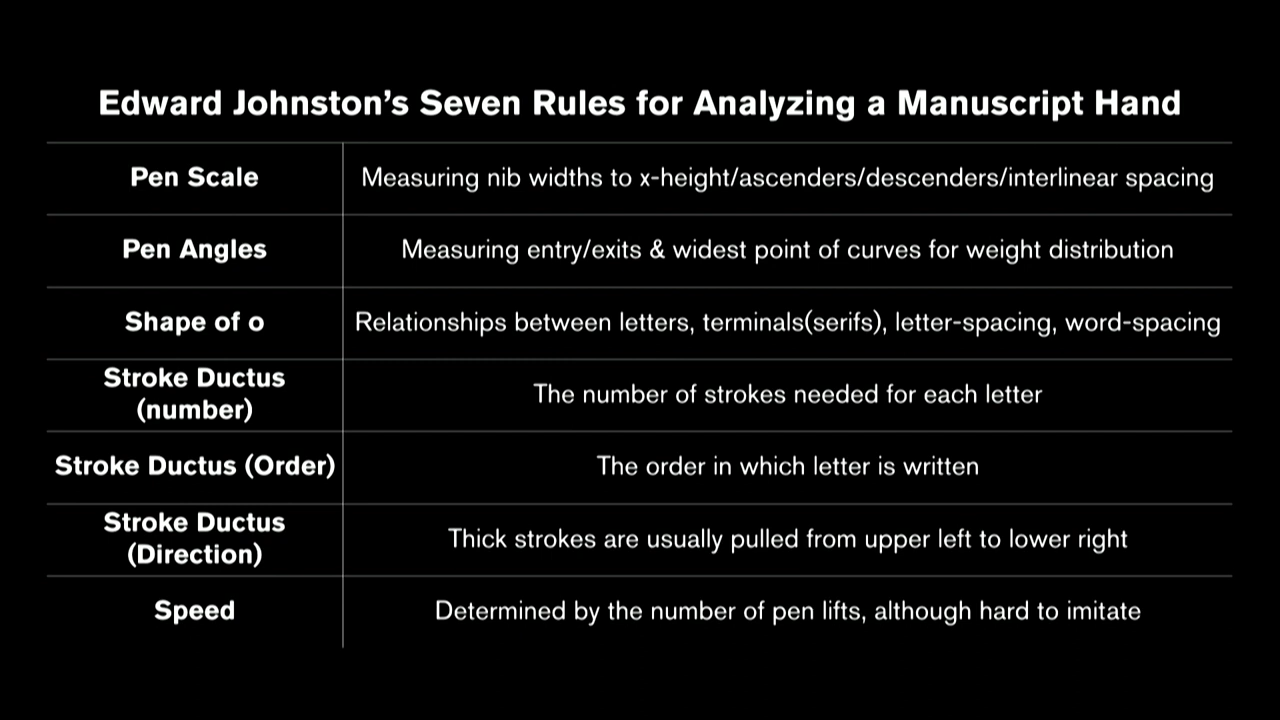 Edward Johnston’s Seven Rules for Analyzing a Manuscript Hand
Pen Scale
Measuring nib widths to x-height/ascenders/descenders/interlinear spacing
Pen Angles
Measuring entry/exits & widest point of curves for weight distribution
Shape of o
Relationships between letters, terminals(serifs), letter-spacing, word-spacing
Stroke Ductus
(number)
The number of strokes needed for each letter
Stroke Ductus (Order)
The order in which letter is written
Stroke Ductus
(Direction)
Thick strokes are usually pulled from upper left to lower right
Speed
Determined by the number of pen lifts, although hard to imitate